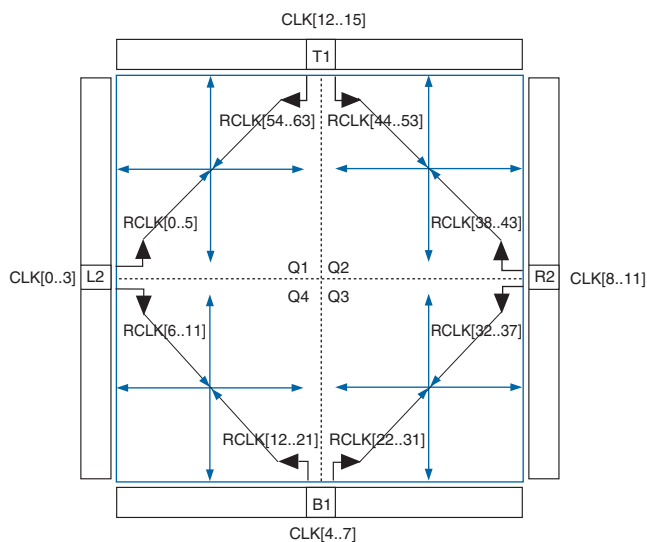 CLK[12..15]
T1
RCLK[54..63]
RCLK[44..53]
RCLK[0..5]
RCLK[38..43]
Q1
Q2
CLK[0..3]
L2
R2
CLK[8..11]
Q4
Q3
RCLK[6..11]
RCLK[32..37]
RCLK[12..21]
RCLK[22..31]
B1
CLK[4..7]